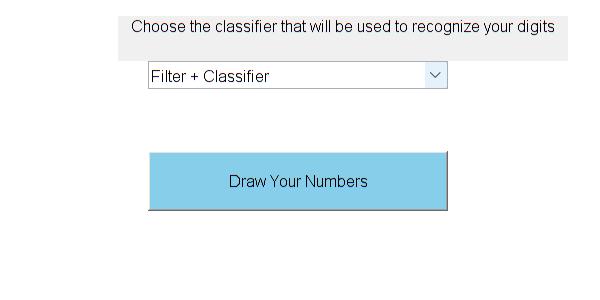 Choose the classifier that will be used to recognize your digits
Filter + Classifier
Draw Your Numbers